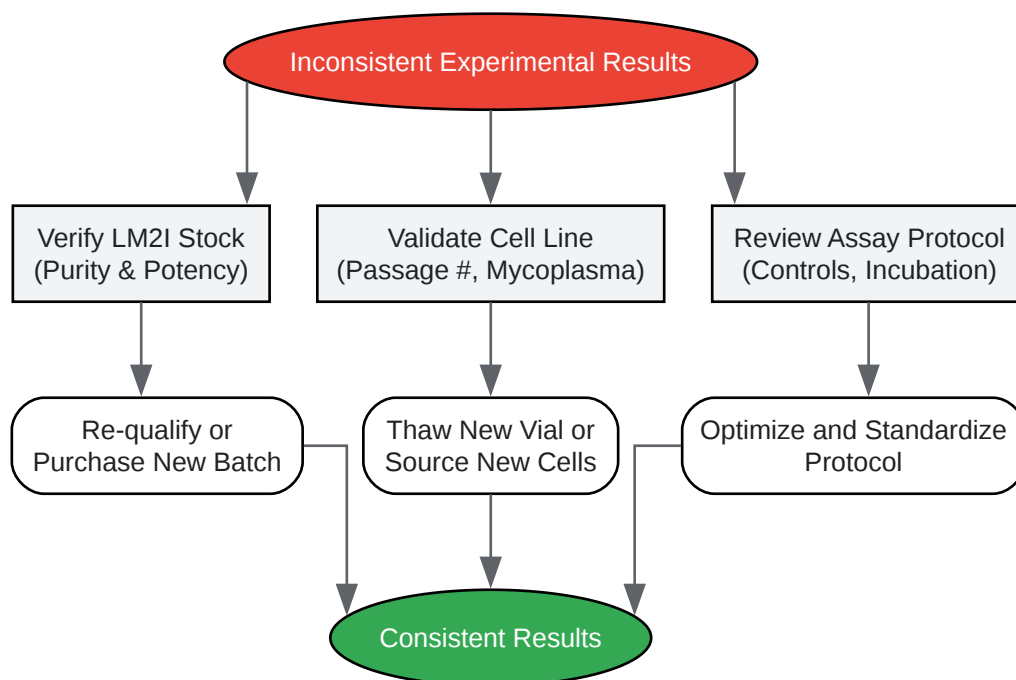 Inconsistent Experimental Results
Verify LM2I Stock
(Purity & Potency)
Validate Cell Line
(Passage #, Mycoplasma)
Review Assay Protocol
(Controls, Incubation)
Re-qualify or
Purchase New Batch
Thaw New Vial or
Source New Cells
Optimize and Standardize
Protocol
Consistent Results